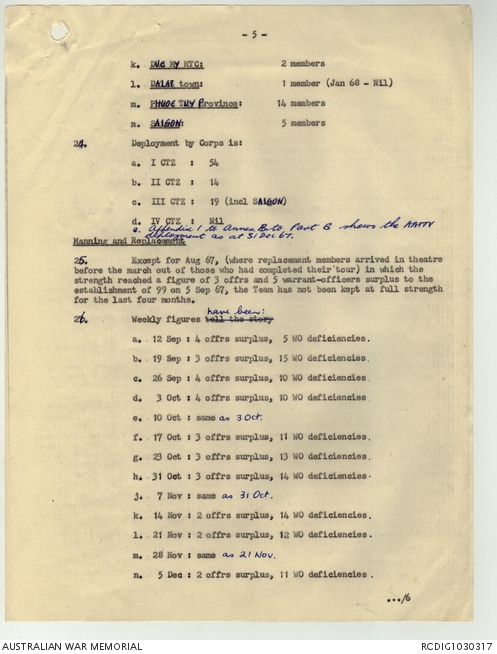 - 5 -
k. DUC MY RTC: 2 members
l. DALAT town: 1 member (Jan 68 - Nil)
m. PHUOC TUY Province: 14 members
n. SAIGON: 5 members
24. Deployment by Corps is:
a. I CTZ : 54
b. II CTZ : 14
c. III CTZ : 19 (incl SAIGON)
d. IV CTZ : Nil
e. Appendix 1 to Annex B to Part B shows the AATTV
deployment as at 31 Dec 67.
Manning and Replacement
25. Except for Aug 67, (where replacement members arrived in theatre
before the march out of those who had completed their tour) in which the
strength reached a figure of 3 offrs and 5 warrant-officers surplus to the
establishment of 99 on 5 Sep 67, the Team has not been kept at full strength
for the last four months.
have been:
26. Weekly figures tell the story
a. 12 Sep : 4 offrs surplus, 5 WO deficiencies.
b. 19 Sep : 3 offrs surplus, 15 WO deficiencies.
c. 26 Sep : 4 offrs surplus, 10 WO deficiencies.
d. 3 Oct : 4 offrs surplus, 10 WO deficiencies.
e. 10 Oct : same as 3 Oct.
f. 17 Oct : 3 offrs surplus, 11 WO deficiencies.
g. 23 Oct : 3 offrs surplus, 13 WO deficiencies.
h. 31 Oct : 3 offrs surplus, 14 WO deficiencies.
j. 7 Nov : same as 31 Oct.
k. 14 Nov : 2 offrs surplus, 14 WO deficiencies.
l. 21 Nov : 2 offrs surplus, 12 WO deficiencies.
m. 28 Nov : same as 21 Nov.
n. 5 Dec : 2 offrs surplus, 11 WO deficiencies.
.../6
AUSTRALIAN WAR MEMORIAL RCDIG1030317